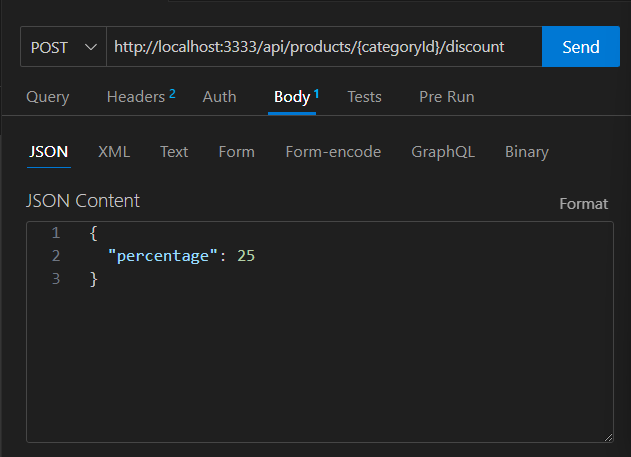 POST http://localhost:3333/api/products/{categoryId}/discount Send
Query Headers 2 Auth Body 1 Tests Pre Run
JSON XML Text Form Form-encode GraphQL Binary
JSON Content Format
1 {
2 "percentage": 25
3 }